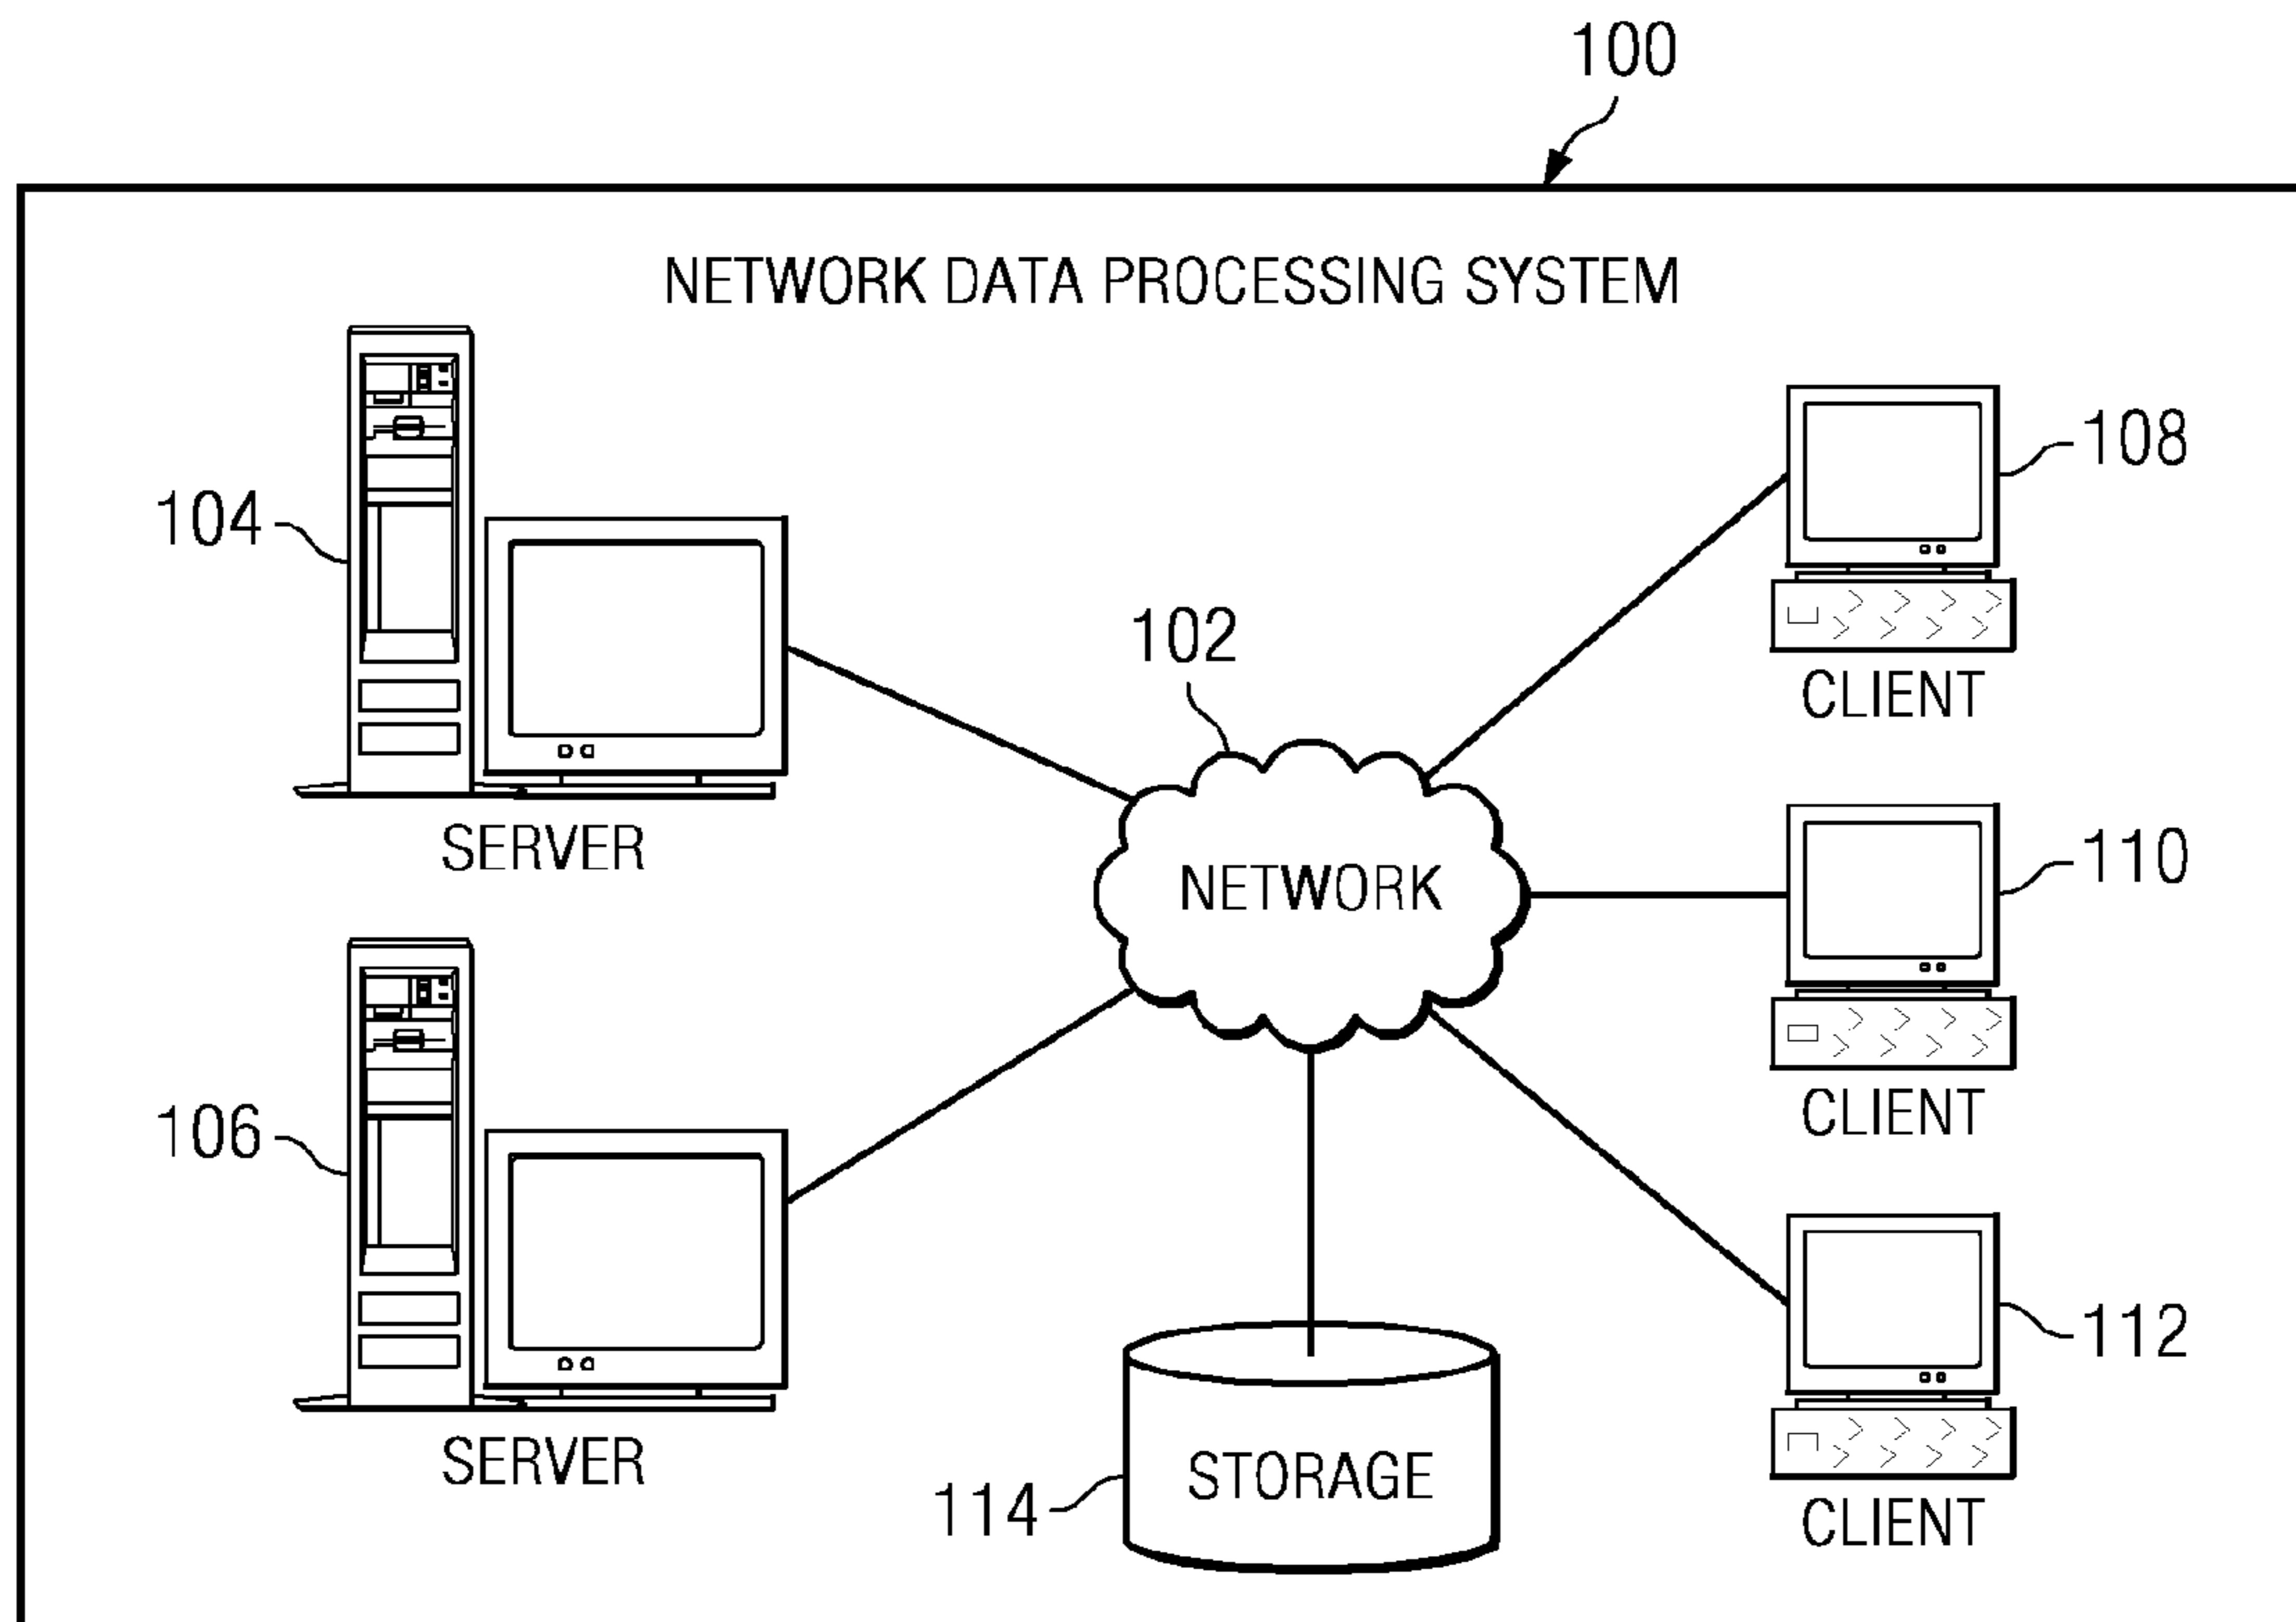 100
NETWORK DATA PROCESSING SYSTEM
104
SERVER
102
NETWORK
108
CLIENT
110
CLIENT
106
SERVER
114
STORAGE
112
CLIENT